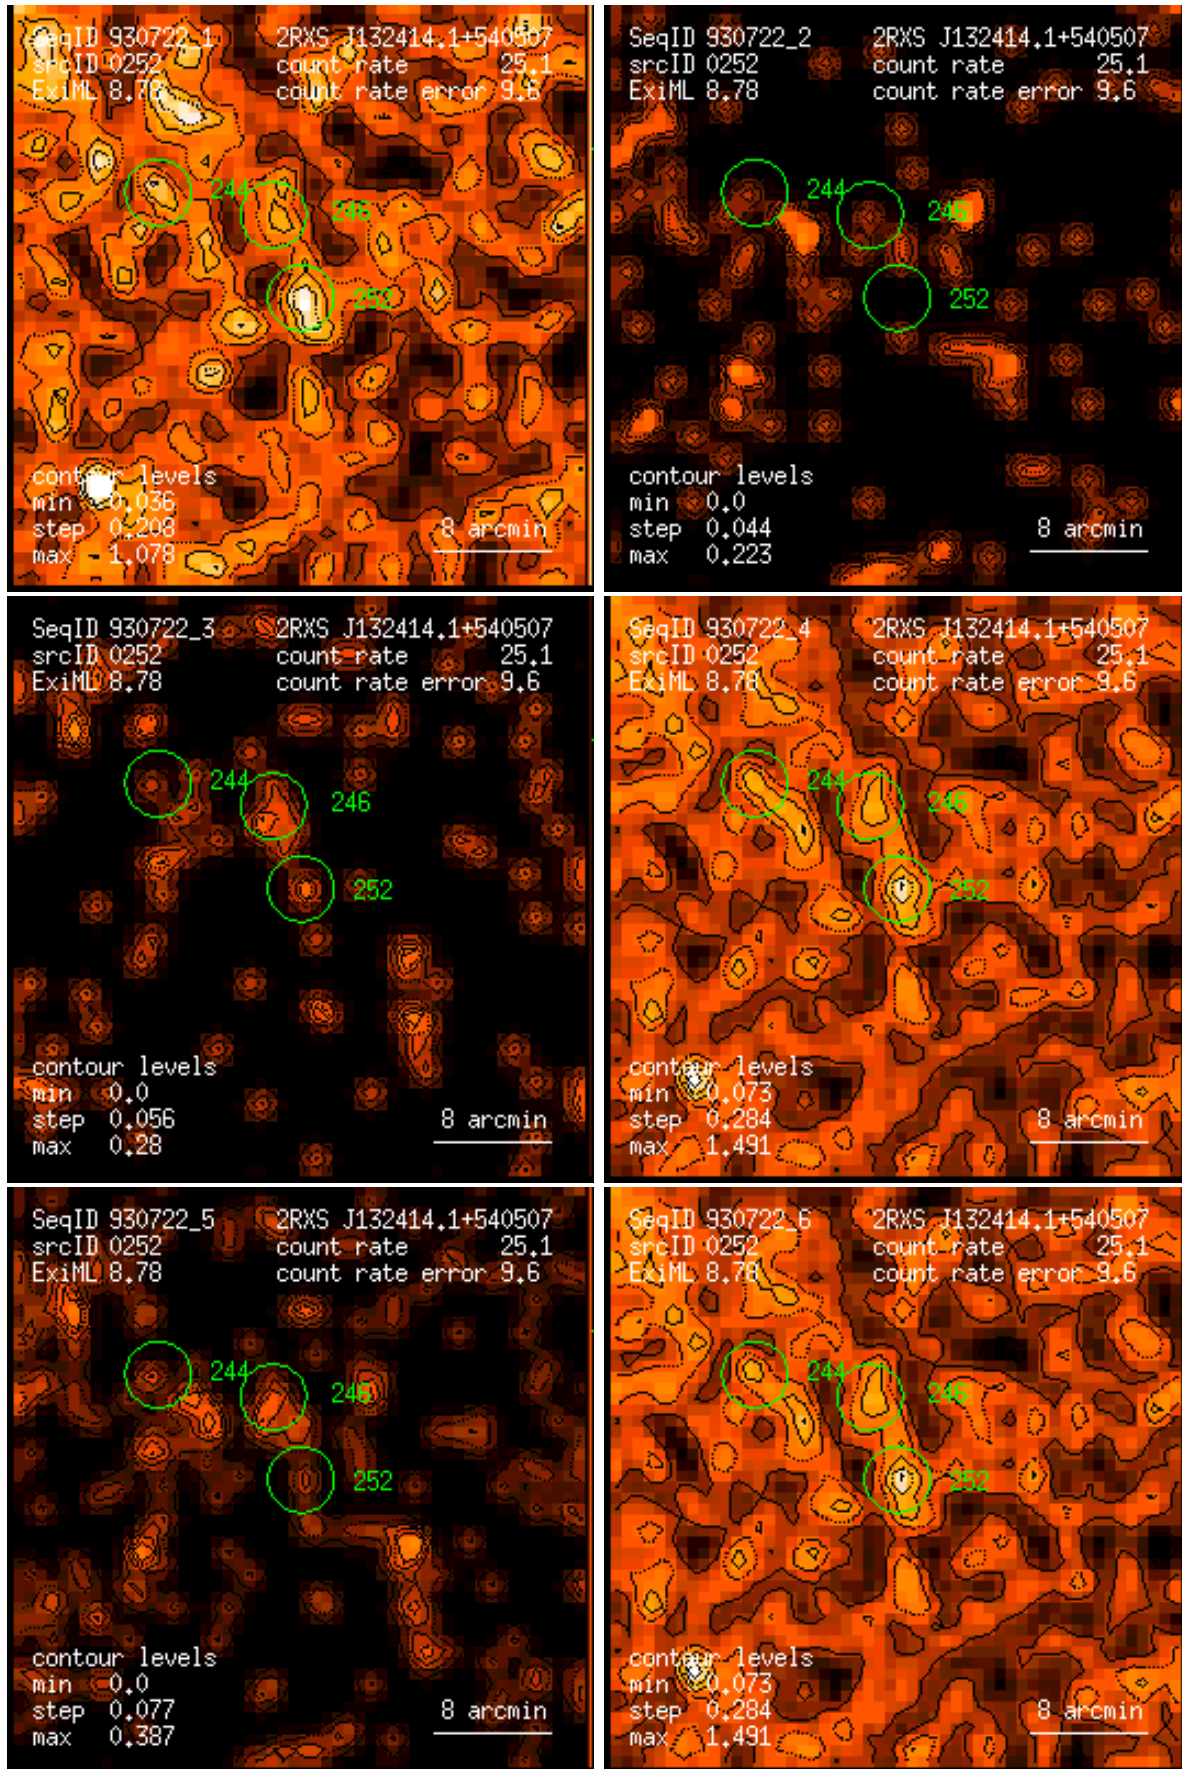 SeqID 930722_1 2RXS J132414.1+540507
srcID 0252 count rate 25.1
ExiML 8.78 count rate error 9.6
244
246
252
contour levels
min 0.036
step 0.208
max 1.078
8 arcmin
SeqID 930722_2 2RXS J132414.1+540507
srcID 0252 count rate 25.1
ExiML 8.78 count rate error 9.6
244
246
252
contour levels
min 0.0
step 0.044
max 0.223
8 arcmin
SeqID 930722_3 2RXS J132414.1+540507
srcID 0252 count rate 25.1
ExiML 8.78 count rate error 9.6
244
246
252
contour levels
min 0.0
step 0.056
max 0.28
8 arcmin
SeqID 930722_4 2RXS J132414.1+540507
srcID 0252 count rate 25.1
ExiML 8.78 count rate error 9.6
244
246
252
contour levels
min 0.073
step 0.284
max 1.491
8 arcmin
SeqID 930722_5 2RXS J132414.1+540507
srcID 0252 count rate 25.1
ExiML 8.78 count rate error 9.6
244
246
252
contour levels
min 0.0
step 0.077
max 0.387
8 arcmin
SeqID 930722_6 2RXS J132414.1+540507
srcID 0252 count rate 25.1
ExiML 8.78 count rate error 9.6
244
246
252
contour levels
min 0.073
step 0.284
max 1.491
8 arcmin